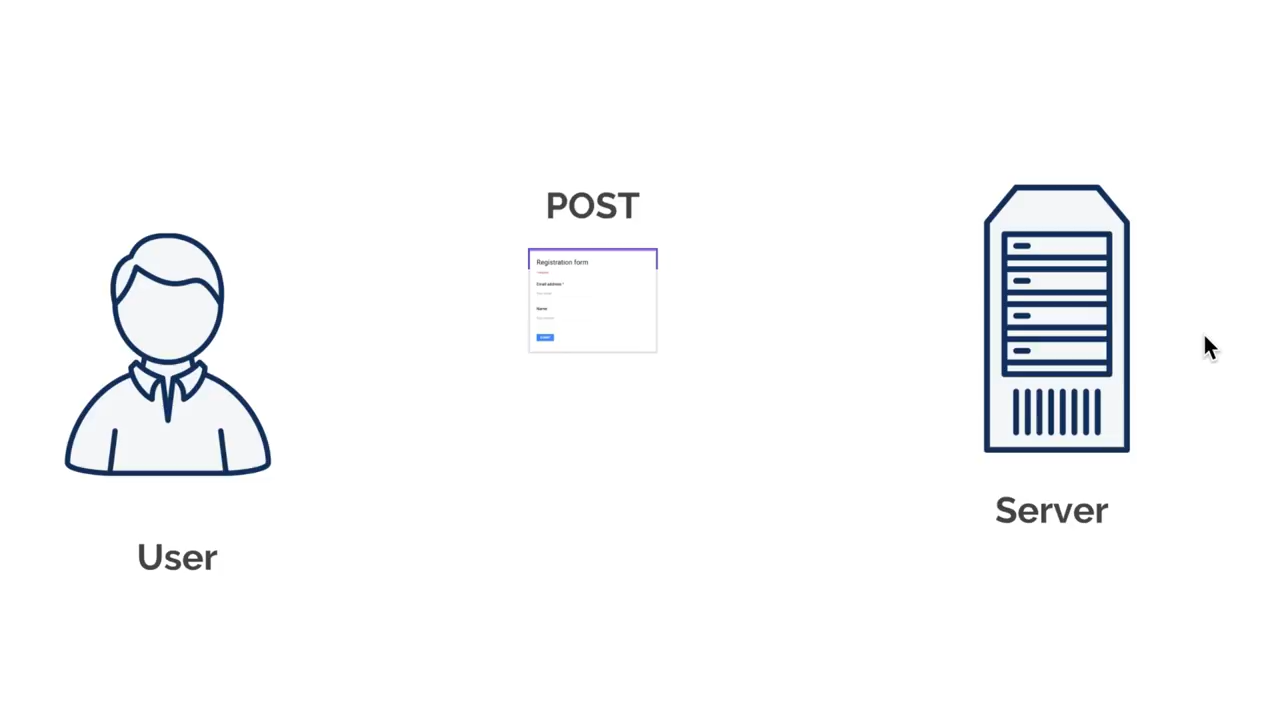 POST
Registration form
Email address *
Name
User
Server